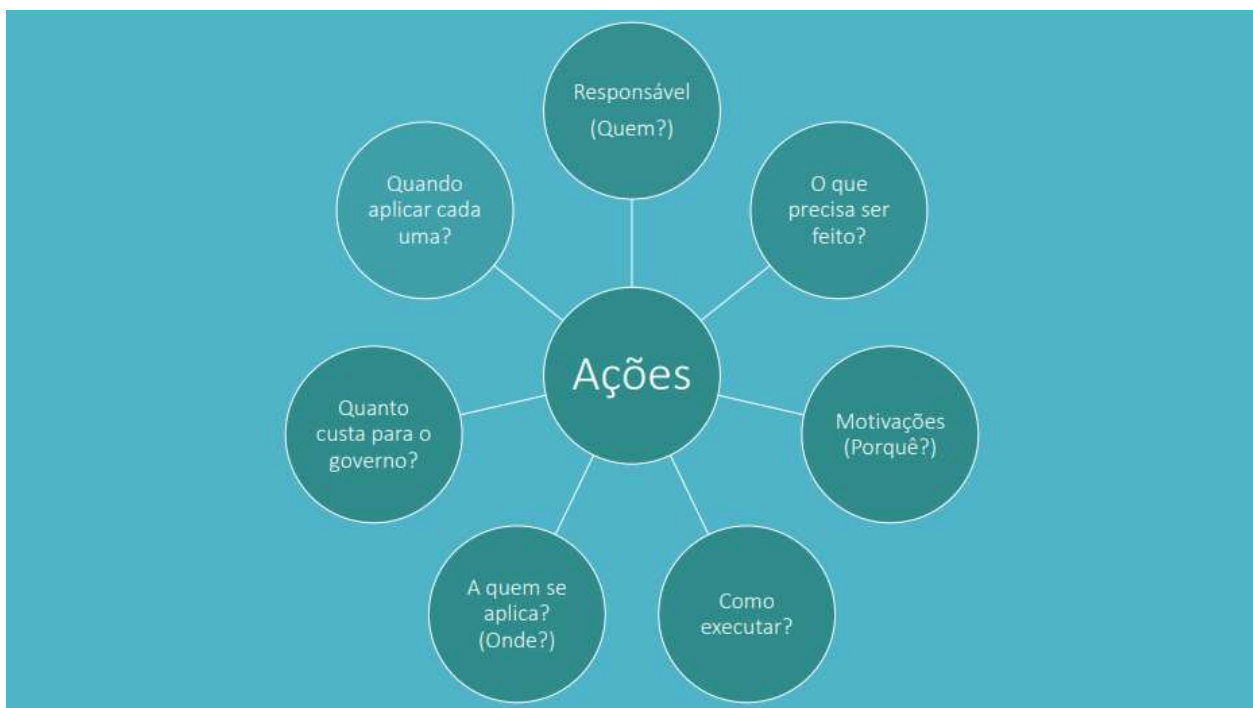 Responsável
(Quem?)
O que
precisa ser
feito?
Motivações
(Porquê?)
Como
executar?
A quem se
aplica?
(Onde?)
Quanto
custa para o
governo?
Quando
aplicar cada
uma?
Ações